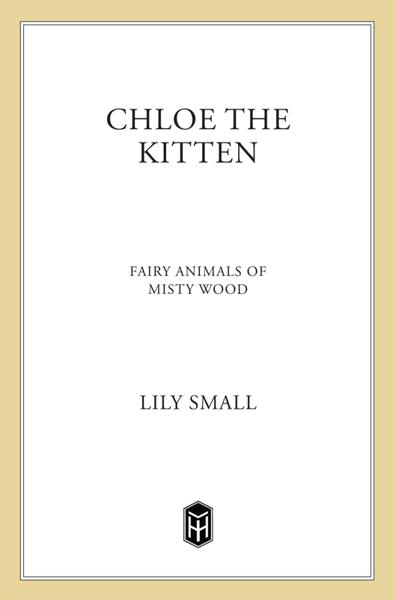 CHLOE THE
KITTEN
FAIRY ANIMALS OF
MISTY WOOD
LILY SMALL